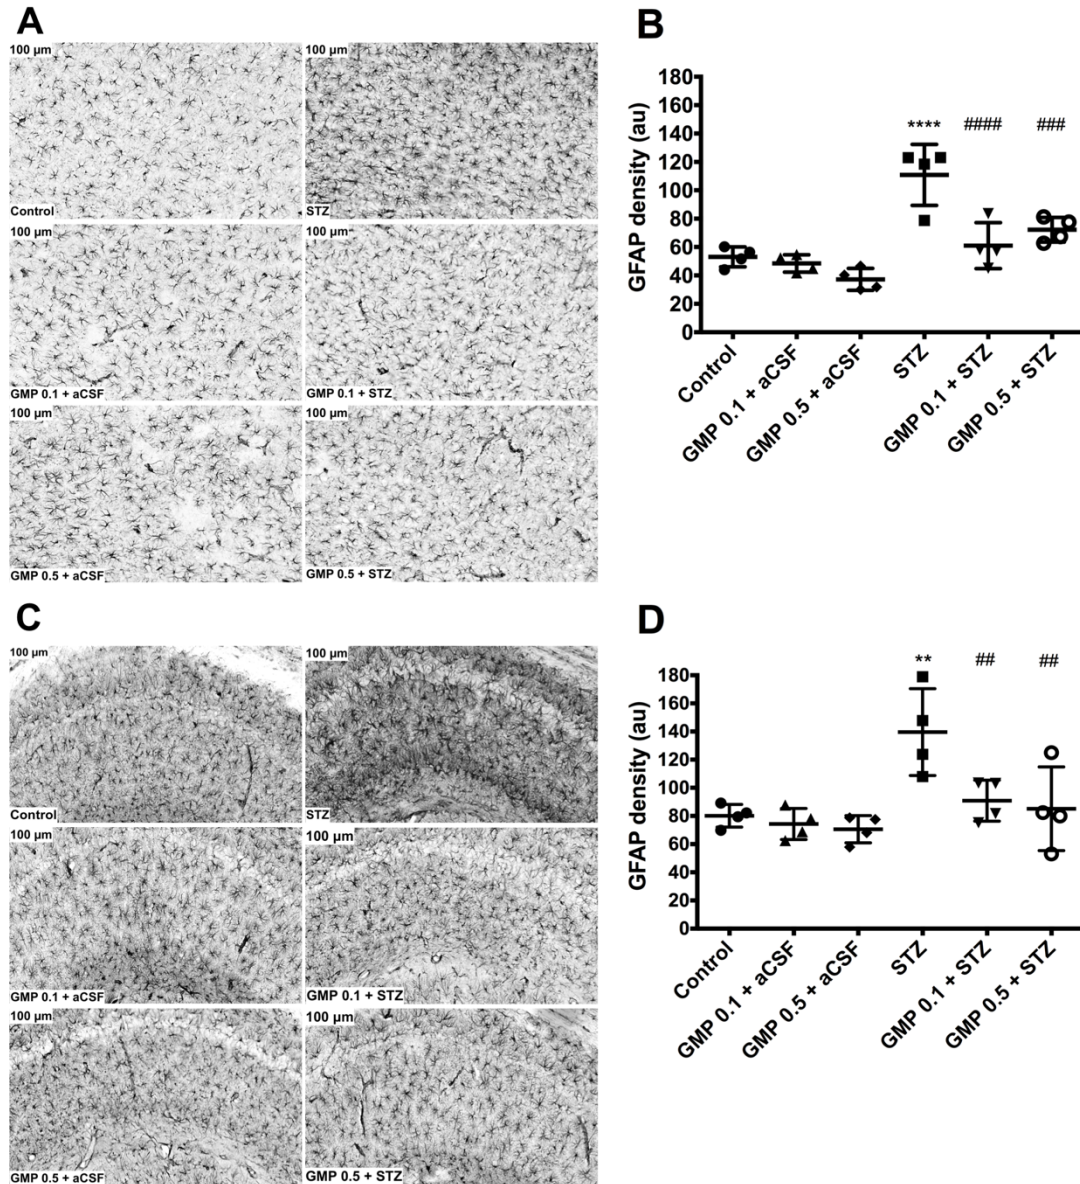 A
100 µm
100 µm
Control
STZ
100 µm
100 µm
GMP 0.1 + aCSF
GMP 0.1 + STZ
100 µm
100 µm
GMP 0.5 + aCSF
GMP 0.5 + STZ
B
GFAP density (au)
180
160
140
120
100
80
60
40
20
0
****
####
###
Control
GMP 0.1 + aCSF
GMP 0.5 + aCSF
STZ
GMP 0.1 + STZ
GMP 0.5 + STZ
C
100 µm
100 µm
Control
STZ
100 µm
100 µm
GMP 0.1 + aCSF
GMP 0.1 + STZ
100 µm
100 µm
GMP 0.5 + aCSF
GMP 0.5 + STZ
D
GFAP density (au)
180
160
140
120
100
80
60
40
20
0
**
##
##
Control
GMP 0.1 + aCSF
GMP 0.5 + aCSF
STZ
GMP 0.1 + STZ
GMP 0.5 + STZ